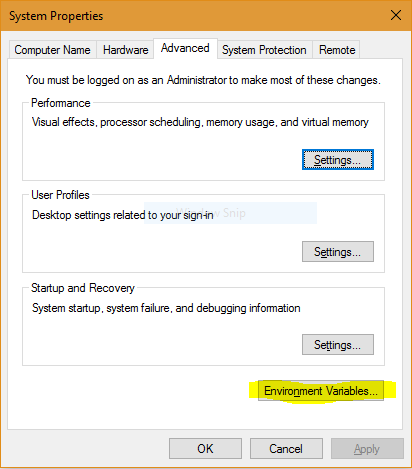 System Properties
Computer Name
Hardware
Advanced
System Protection
Remote
You must be logged on as an Administrator to make most of these changes.
Performance
Visual effects, processor scheduling, memory usage, and virtual memory
Settings...
User Profiles
Desktop settings related to your sign-in
Window Snip
Settings...
Startup and Recovery
System startup, system failure, and debugging information
Settings...
Environment Variables...
OK
Cancel
Apply